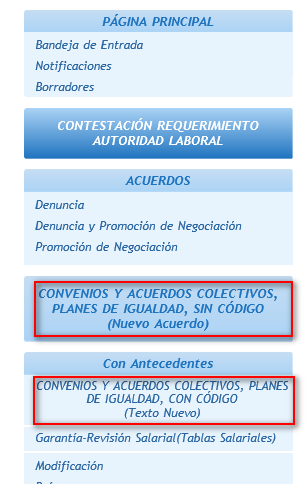 PÁGINA PRINCIPAL
Bandeja de Entrada
Notificaciones
Borradores
CONTESTACIÓN REQUERIMIENTO
AUTORIDAD LABORAL
ACUERDOS
Denuncia
Denuncia y Promoción de Negociación
Promoción de Negociación
CONVENIOS Y ACUERDOS COLECTIVOS,
PLANES DE IGUALDAD, SIN CÓDIGO
(Nuevo Acuerdo)
Con Antecedentes
CONVENIOS Y ACUERDOS COLECTIVOS, PLANES
DE IGUALDAD, CON CÓDIGO
(Texto Nuevo)
Garantía-Revisión Salarial(Tablas Salariales)
Modificación